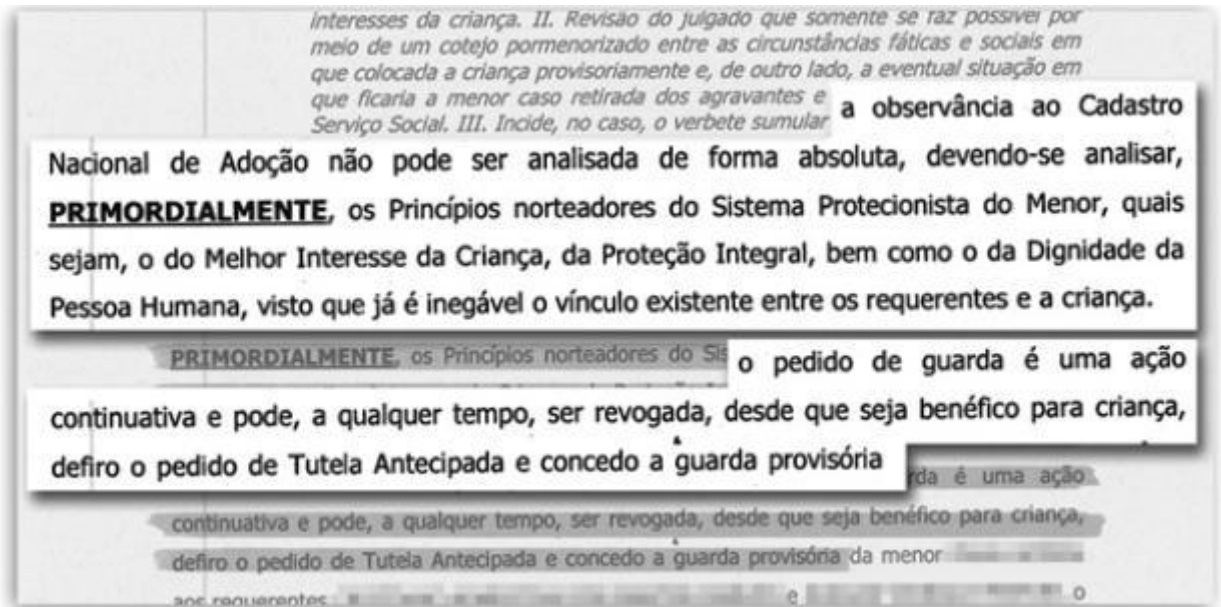 interesses da criança. II. Revisão do julgado que somente se faz possível por
meio de um cotejo pormenorizado entre as circunstâncias fáticas e sociais em
que colocada a criança provisoriamente e, de outro lado, a eventual situação em
que ficaria a menor caso retirada dos agravantes e
Serviço Social. III. Incide, no caso, o verbete sumular
a observância ao Cadastro
Nacional de Adoção não pode ser analisada de forma absoluta, devendo-se analisar,
PRIMORDIALMENTE, os Princípios norteadores do Sistema Protecionista do Menor, quais
sejam, o do Melhor Interesse da Criança, da Proteção Integral, bem como o da Dignidade da
Pessoa Humana, visto que já é inegável o vínculo existente entre os requerentes e a criança.
PRIMORDIALMENTE, os Princípios norteadores do Sis
o pedido de guarda é uma ação
continuativa e pode, a qualquer tempo, ser revogada, desde que seja benéfico para criança,
defiro o pedido de Tutela Antecipada e concedo a guarda provisória
rda é uma ação
continuativa e pode, a qualquer tempo, ser revogada, desde que seja benéfico para criança,
defiro o pedido de Tutela Antecipada e concedo a guarda provisória da menor
aos requerentes e o